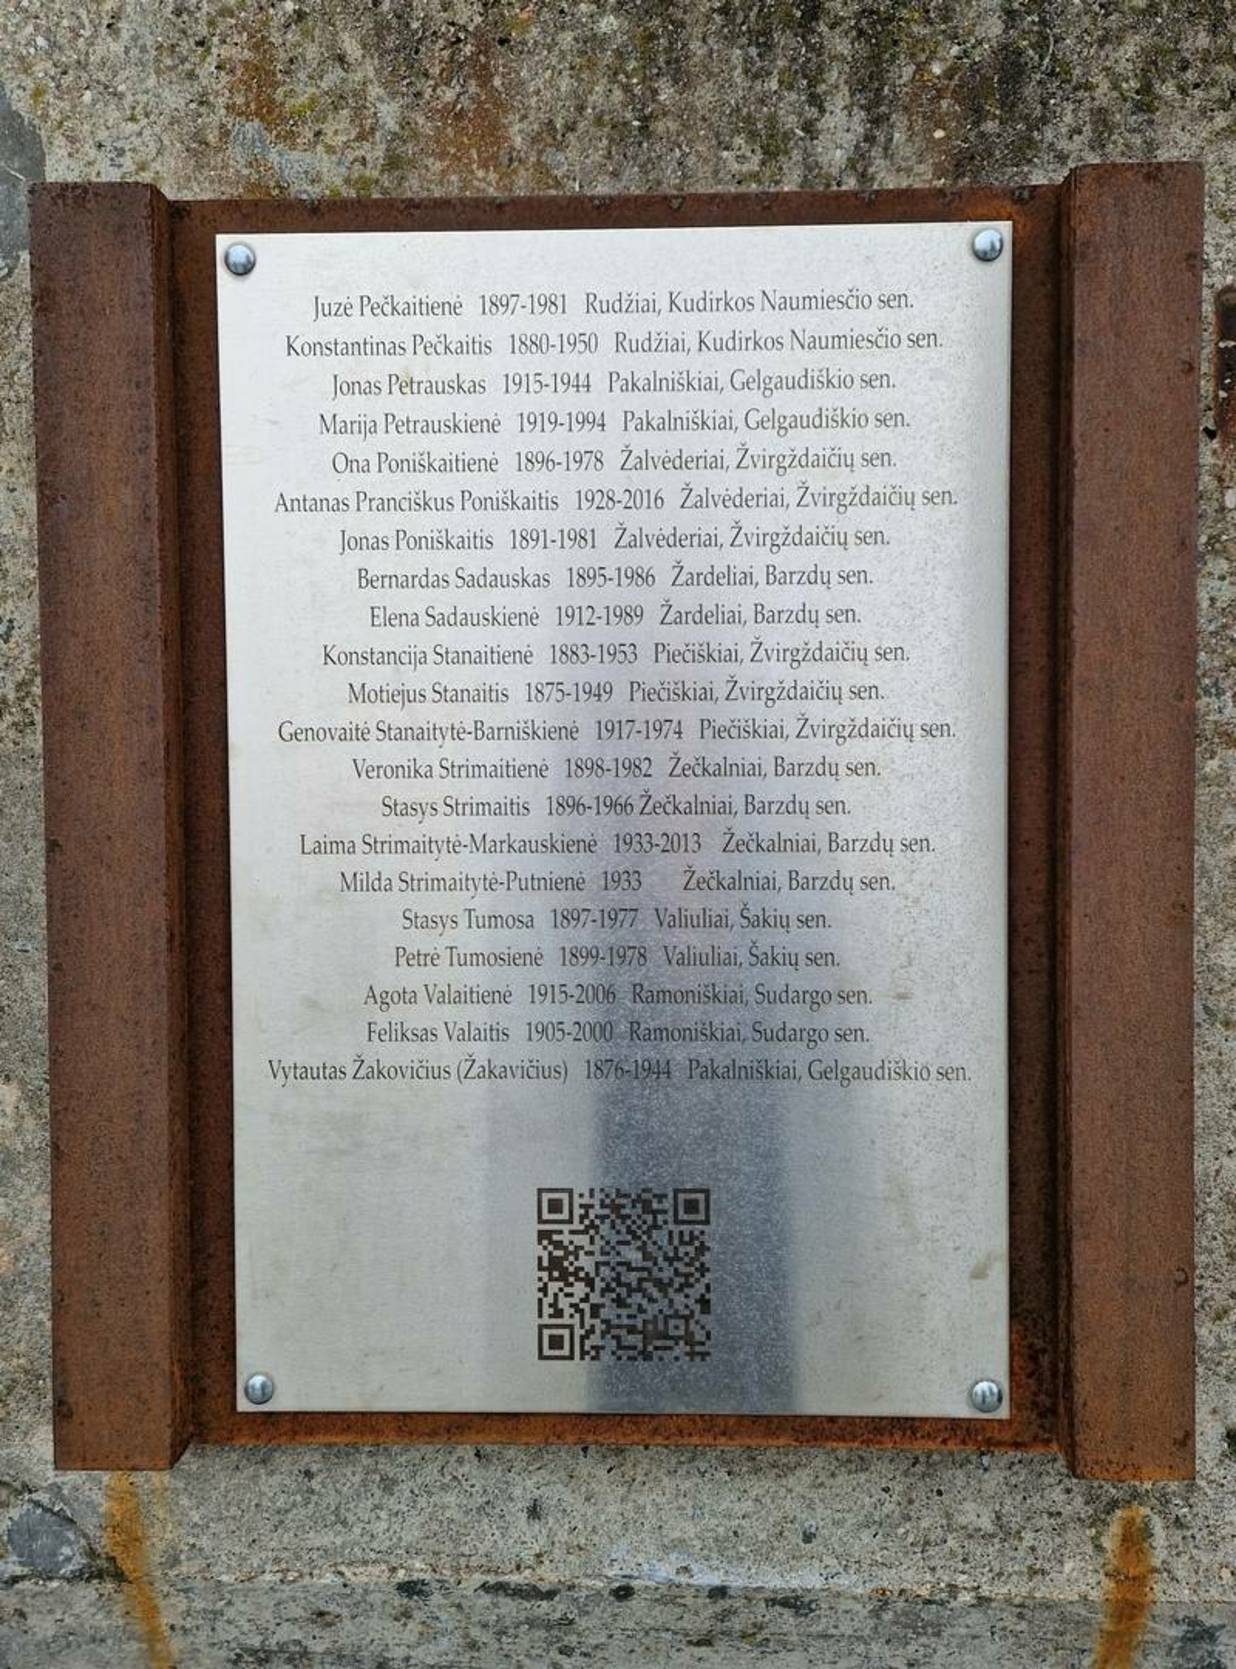 Juzė Pečkaitienė 1897-1981 Rudžiai, Kudirkos Naumiesčio sen.
Konstantinas Pečkaitis 1880-1950 Rudžiai, Kudirkos Naumiesčio sen.
Jonas Petrauskas 1915-1944 Pakalniškiai, Gelgaudiškio sen.
Marija Petrauskienė 1919-1994 Pakalniškiai, Gelgaudiškio sen.
Ona Poniškaitienė 1896-1978 Žalvėderiai, Žvirgždaičių sen.
Antanas Pranciškus Poniškaitis 1928-2016 Žalvėderiai, Žvirgždaičių sen.
Jonas Poniškaitis 1891-1981 Žalvėderiai, Žvirgždaičių sen.
Bernardas Sadauskas 1895-1986 Žardeliai, Barzdų sen.
Elena Sadauskienė 1912-1989 Žardeliai, Barzdų sen.
Konstancija Stanaitienė 1883-1953 Piečiškiai, Žvirgždaičių sen.
Motiejus Stanaitis 1875-1949 Piečiškiai, Žvirgždaičių sen.
Genovaitė Stanaitytė-Barniškienė 1917-1974 Piečiškiai, Žvirgždaičių sen.
Veronika Strimaitienė 1898-1982 Žečkalniai, Barzdų sen.
Stasys Strimaitis 1896-1966 Žečkalniai, Barzdų sen.
Laima Strimaitytė-Markauskienė 1933-2013 Žečkalniai, Barzdų sen.
Milda Strimaitytė-Putnienė 1933 Žečkalniai, Barzdų sen.
Stasys Tumosa 1897-1977 Valiuliai, Šakių sen.
Petrė Tumosienė 1899-1978 Valiuliai, Šakių sen.
Agota Valaitienė 1915-2006 Ramoniškiai, Sudargo sen.
Feliksas Valaitis 1905-2000 Ramoniškiai, Sudargo sen.
Vytautas Žakovičius (Žakavičius) 1876-1944 Pakalniškiai, Gelgaudiškio sen.